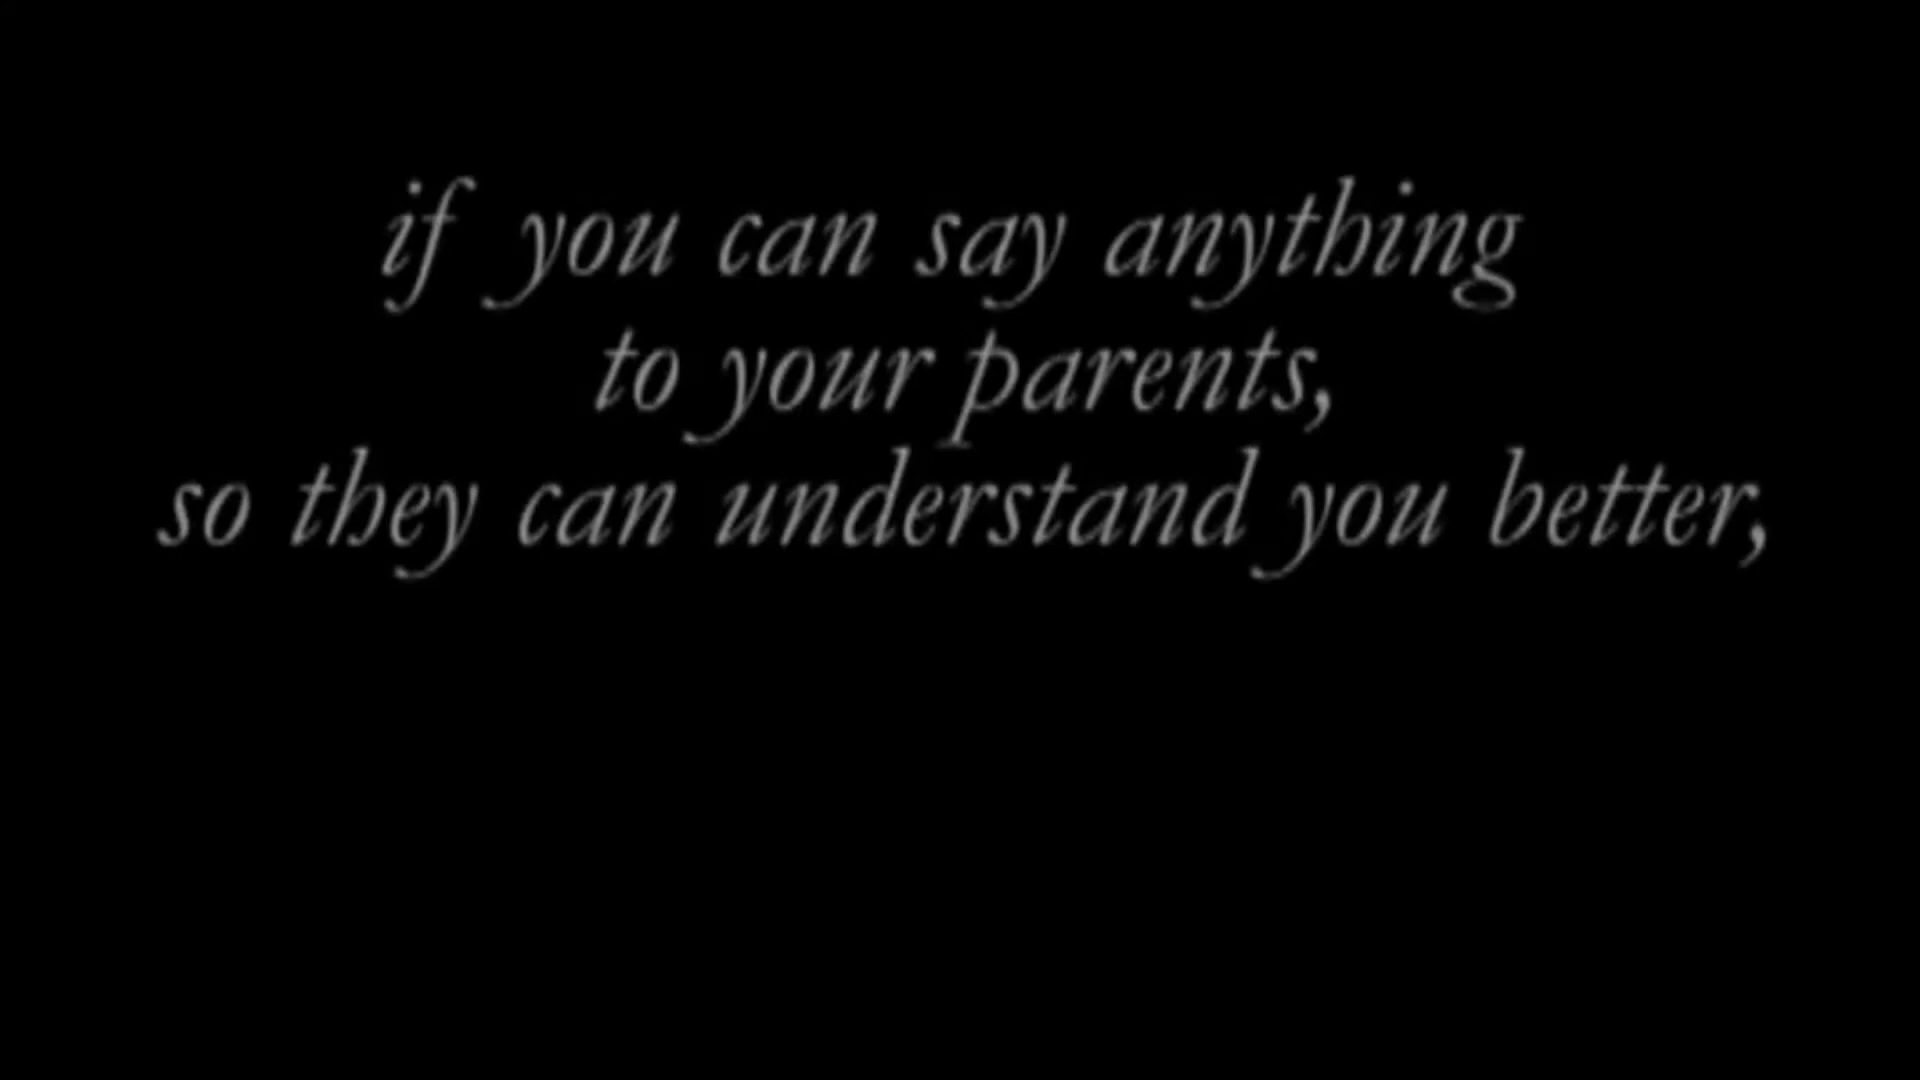 if you can say anything
to your parents,
so they can understand you better,